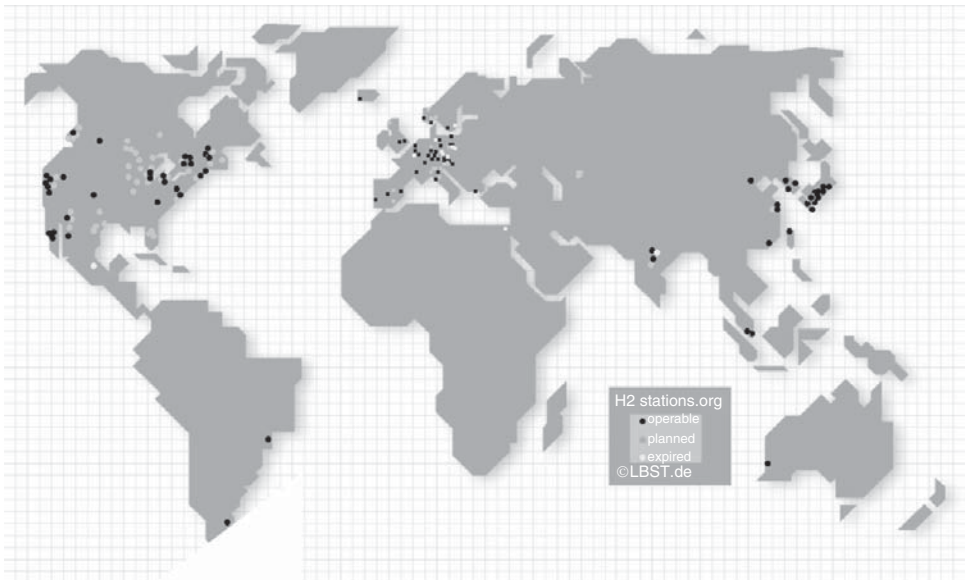 H2 stations.org
operable
planned
expired
©LBST.de